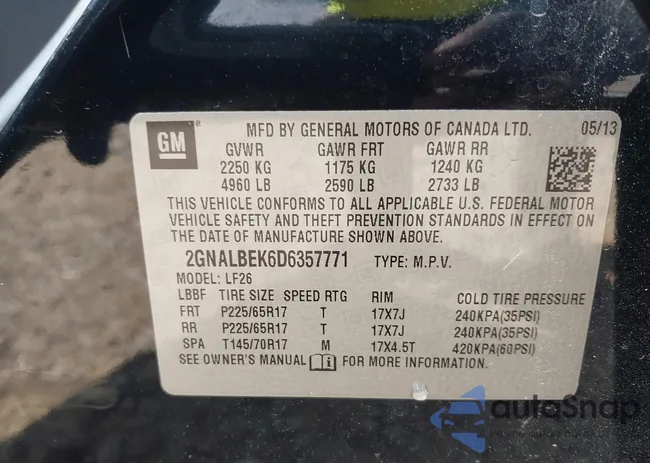 GM ® MFD BY GENERAL MOTORS OF CANADA LTD. 05/13
GVWR GAWR FRT GAWR RR
2250 KG 1175 KG 1240 KG
4960 LB 2590 LB 2733 LB
THIS VEHICLE CONFORMS TO ALL APPLICABLE U.S. FEDERAL MOTOR
VEHICLE SAFETY AND THEFT PREVENTION STANDARDS IN EFFECT ON
THE DATE OF MANUFACTURE SHOWN ABOVE.
2GNALBEK6D6357771 TYPE: M.P.V.
MODEL: LF26
LBBF TIRE SIZE SPEED RTG RIM COLD TIRE PRESSURE
FRT P225/65R17 T 17X7J 240KPA(35PSI)
RR P225/65R17 T 17X7J 240KPA(35PSI)
SPA T145/70R17 M 17X4.5T 420KPA(60PSI)
SEE OWNER'S MANUAL FOR MORE INFORMATION.
autoSnap